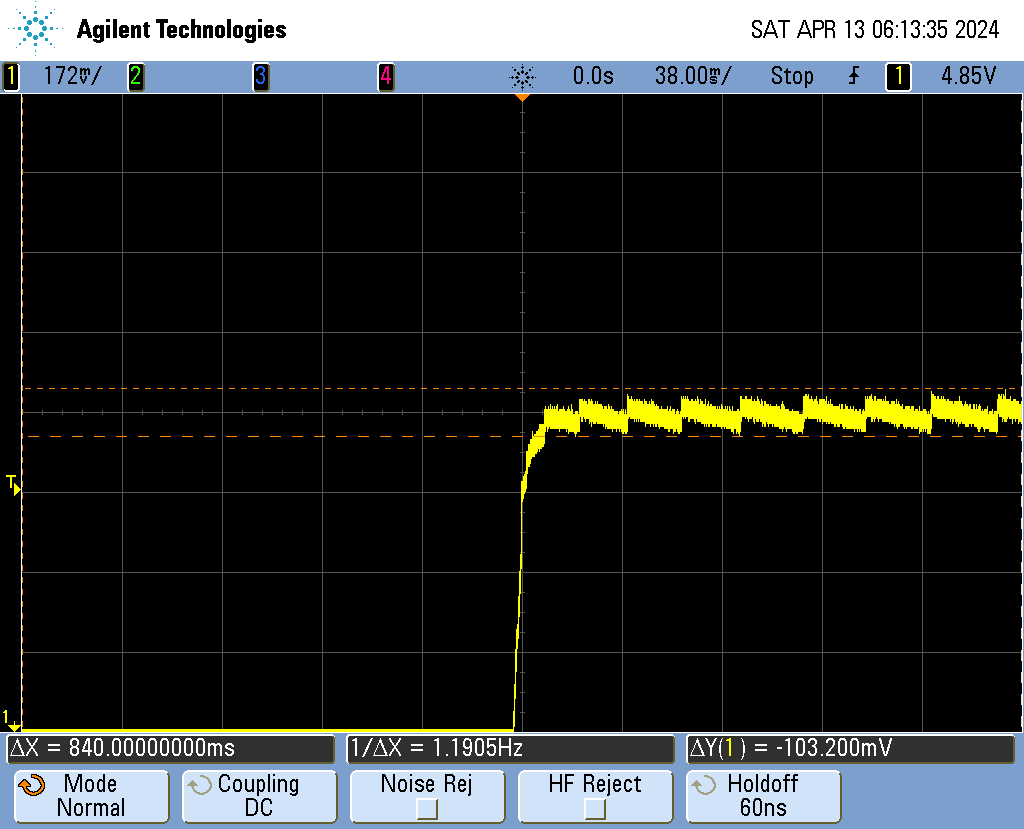 Agilent Technologies
SAT APR 13 06:13:35 2024
1 172mV/ 2 3 4 0.0s 38.00ms/ Stop 1 4.85V
T
1
ΔX = 840.00000000ms 1/ΔX = 1.1905Hz ΔY(1) = -103.200mV
Mode Coupling Noise Rej HF Reject Holdoff
Normal DC 60ns